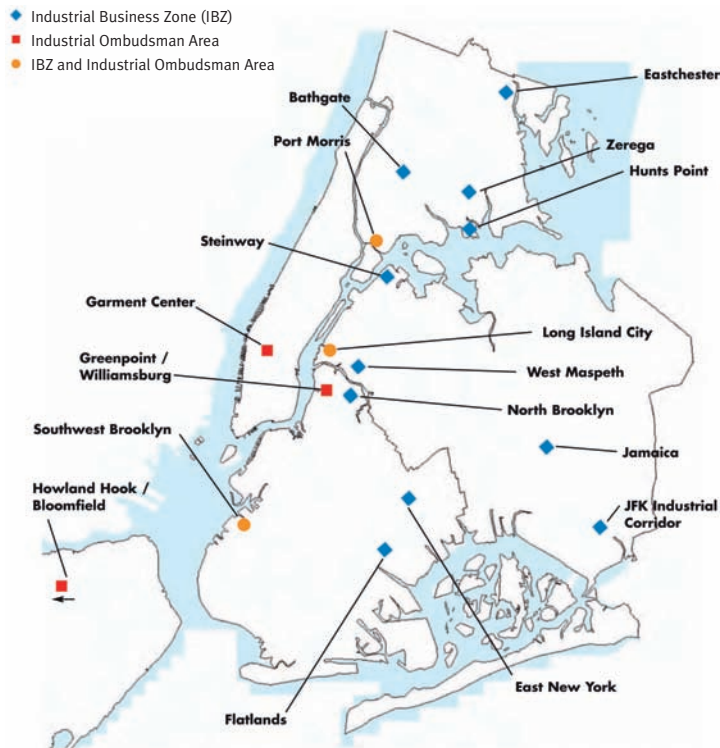 Industrial Business Zone (IBZ)
Industrial Ombudsman Area
IBZ and Industrial Ombudsman Area
Eastchester
Bathgate
Port Morris
Zerega
Hunts Point
Steinway
Garment Center
Long Island City
Greenpoint /
Williamsburg
West Maspeth
North Brooklyn
Southwest Brooklyn
Jamaica
Howland Hook /
Bloomfield
JFK Industrial
Corridor
East New York
Flatlands